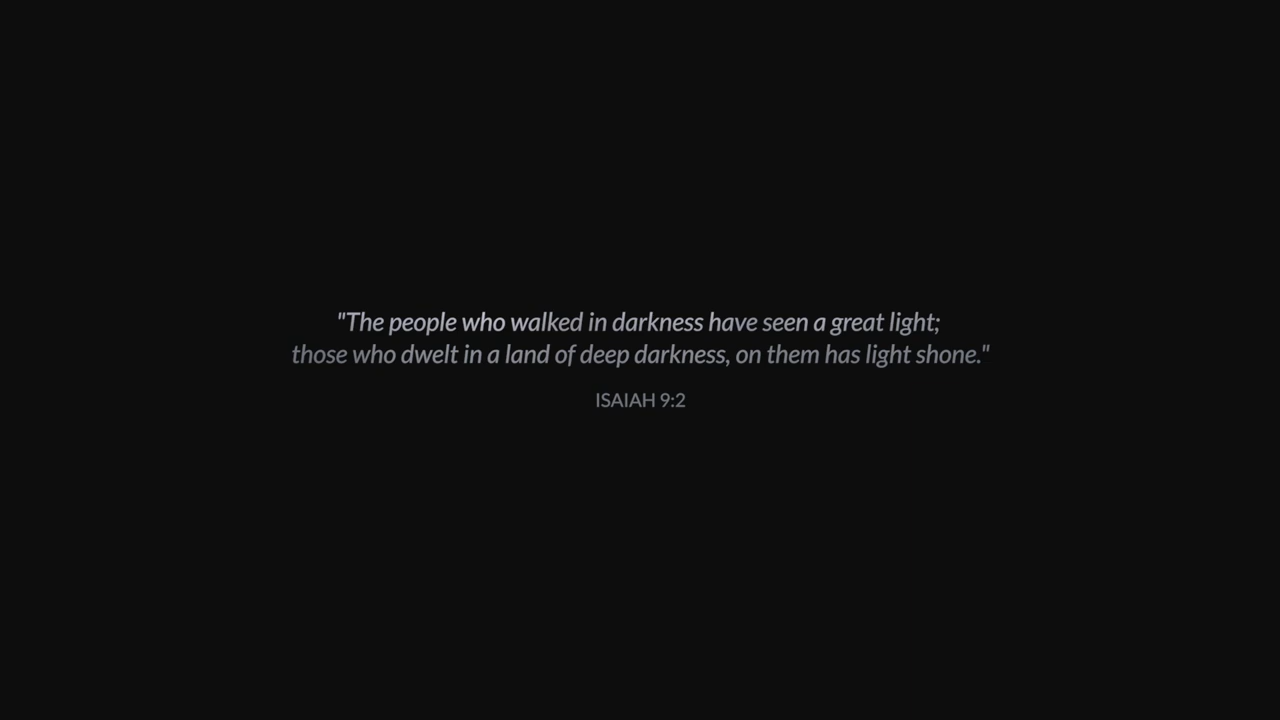 "The people who walked in darkness have seen a great light;
those who dwelt in a land of deep darkness, on them has light shone."
ISAIAH 9:2